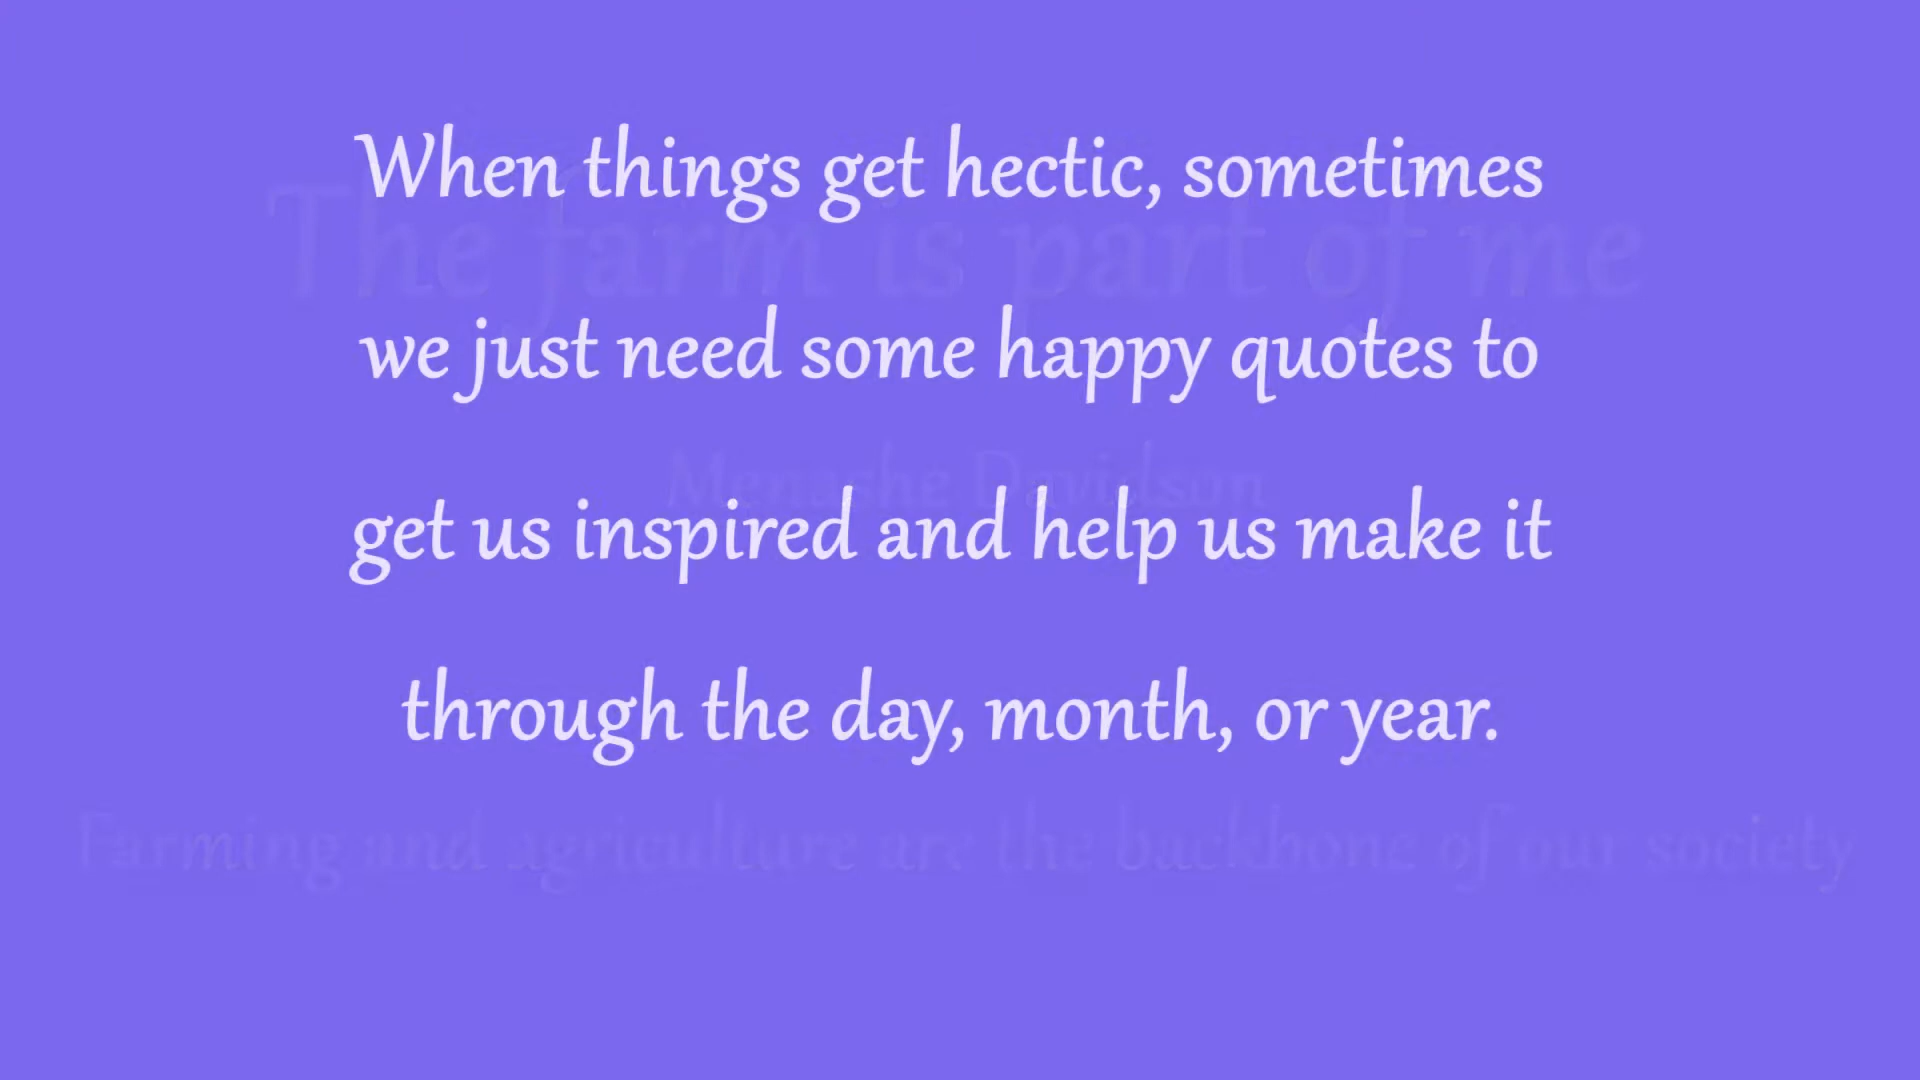 When things get hectic, sometimes
The farm is part of me
we just need some happy quotes to
Menashe Davidson
get us inspired and help us make it
through the day, month, or year.
Farming and agriculture are the backbone of our society